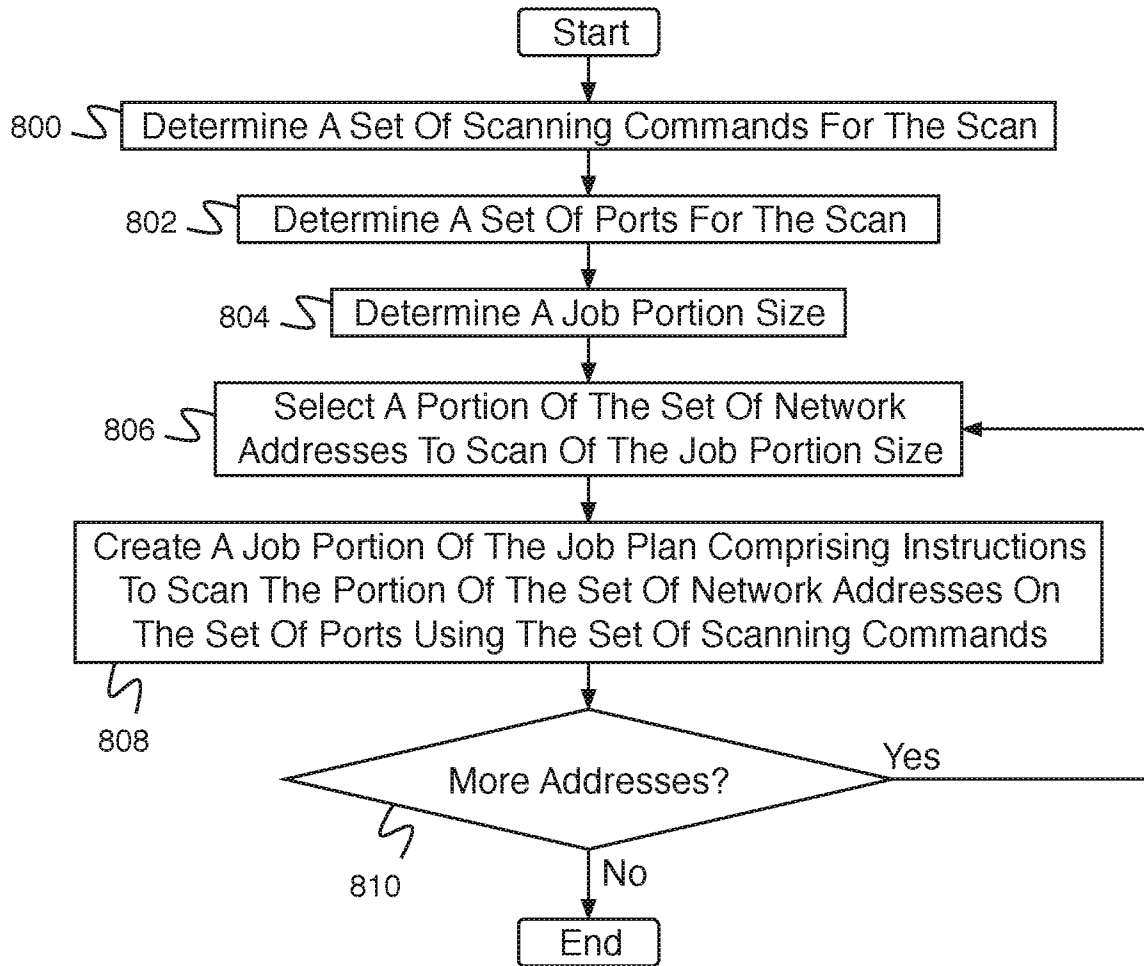 Start
800
Determine A Set Of Scanning Commands For The Scan
802
Determine A Set Of Ports For The Scan
804
Determine A Job Portion Size
806
Select A Portion Of The Set Of Network
Addresses To Scan Of The Job Portion Size
Create A Job Portion Of The Job Plan Comprising Instructions
To Scan The Portion Of The Set Of Network Addresses On
The Set Of Ports Using The Set Of Scanning Commands
808
More Addresses?
Yes
810
No
End